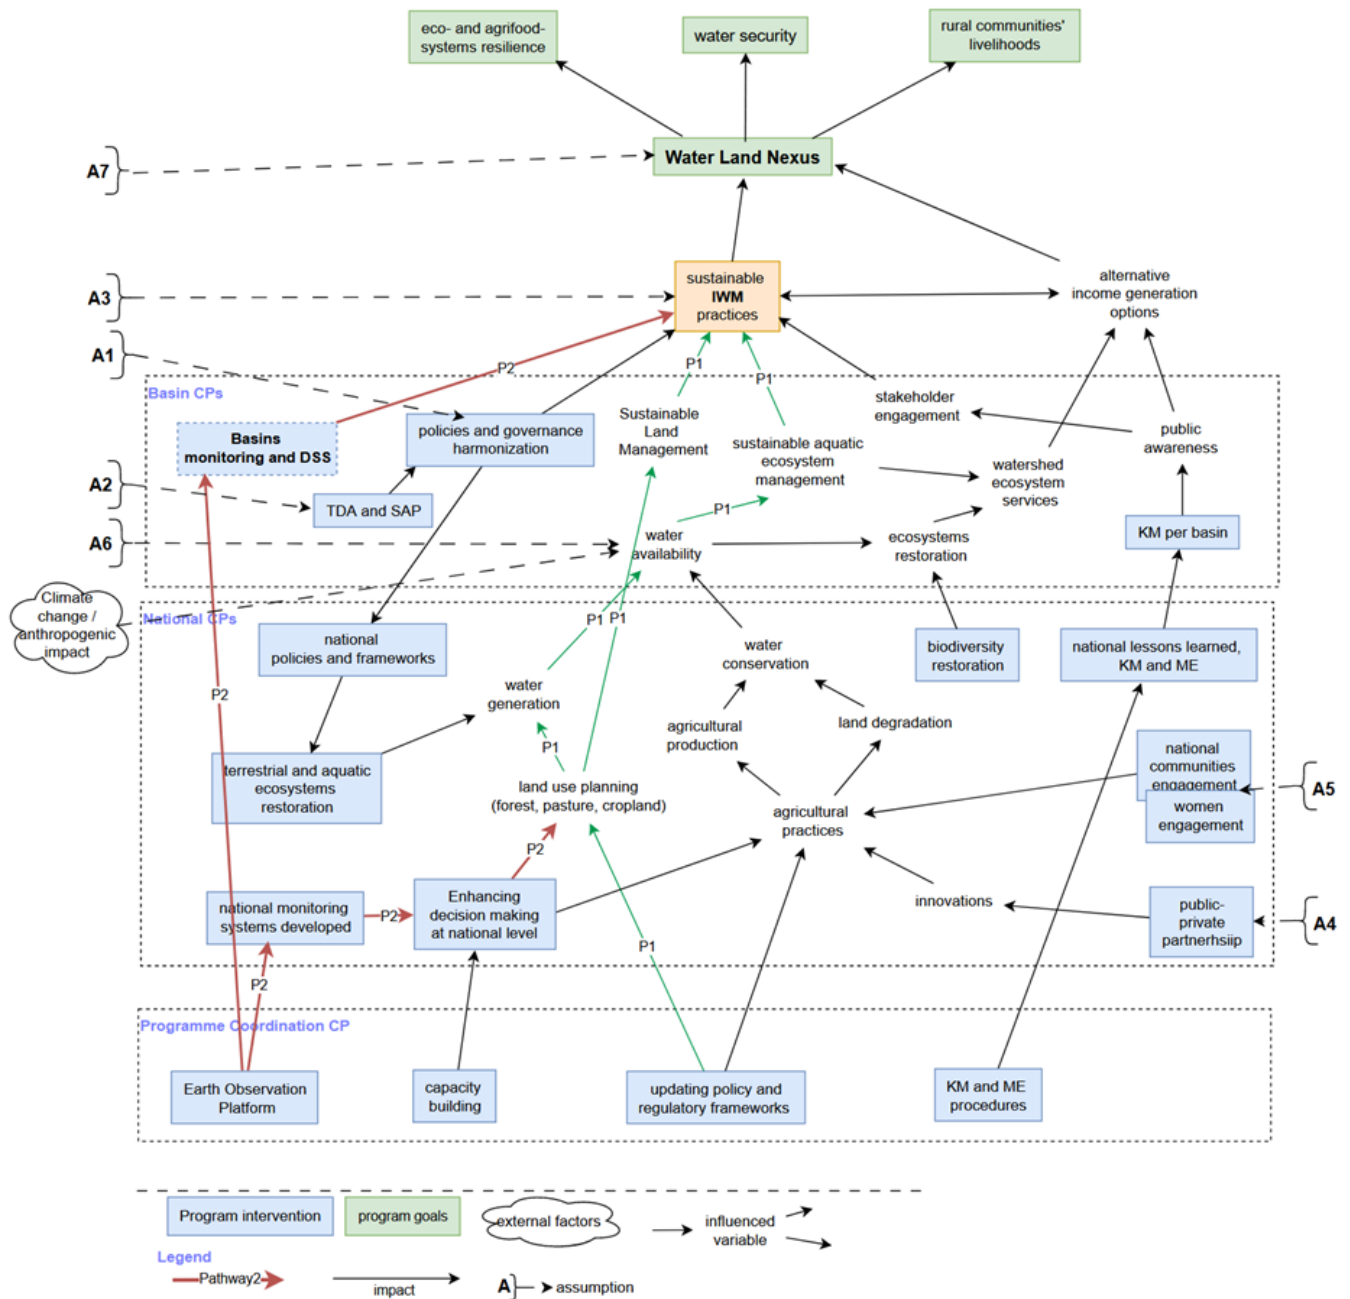 eco- and agrifood-
systems resilience
water security
rural communities'
livelihoods
A7
Water Land Nexus
A3
sustainable
IWM
practices
alternative
income generation
options
A1
P2
P1
P1
Basin CPs
Basins
monitoring and DSS
policies and governance
harmonization
Sustainable
Land
Management
sustainable aquatic
ecosystem
management
stakeholder
engagement
public
awareness
watershed
ecosystem
services
A2
TDA and SAP
P1
KM per basin
A6
water
availability
ecosystems
restoration
Climate
change /
anthropogenic
impact
National CPs
P1
P1
national
policies and frameworks
water
conservation
biodiversity
restoration
national lessons learned,
KM and ME
P2
water
generation
agricultural
production
land degradation
P1
terrestrial and aquatic
ecosystems
restoration
land use planning
(forest, pasture, cropland)
agricultural
practices
national
communities
engagement
women
engagement
A5
P2
national monitoring
systems developed
P2
Enhancing
decision making
at national level
innovations
public-
private
partnerhsiip
A4
P1
P2
Programme Coordination CP
Earth Observation
Platform
capacity
building
updating policy and
regulatory frameworks
KM and ME
procedures
Program intervention
program goals
external factors
influenced
variable
Legend
Pathway2
impact
A
assumption